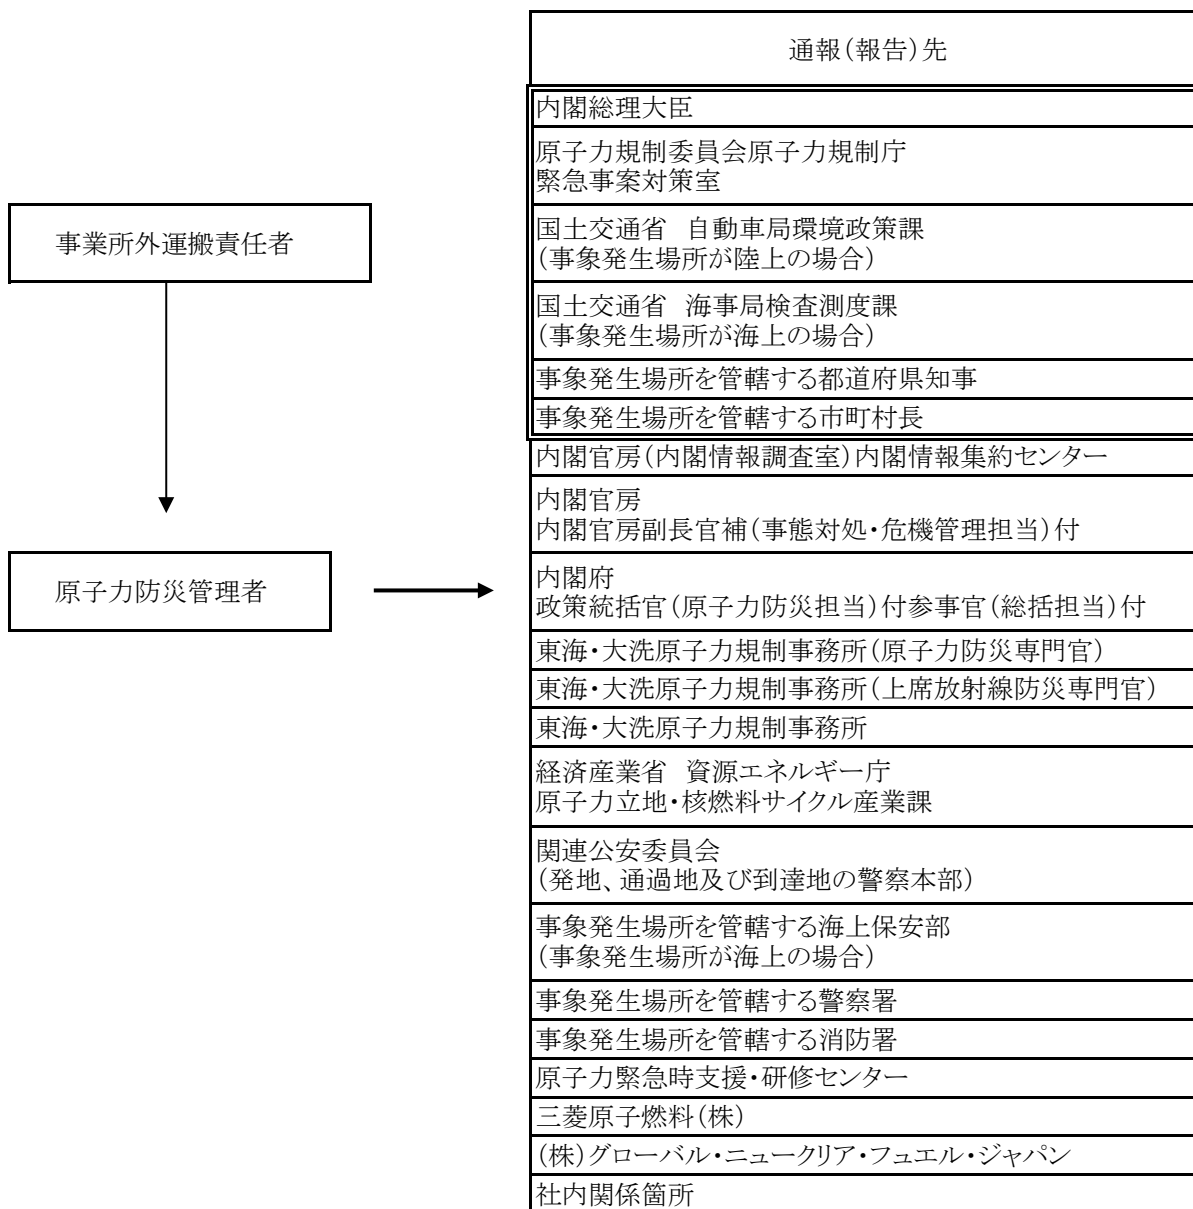 通報(報告)先
内閣総理大臣
原子力規制委員会原子力規制庁
緊急事案対策室
国土交通省　自動車局環境政策課
(事象発生場所が陸上の場合)
国土交通省　海事局検査測度課
(事象発生場所が海上の場合)
事象発生場所を管轄する都道府県知事
事象発生場所を管轄する市町村長
内閣官房(内閣情報調査室)内閣情報集約センター
内閣官房
内閣官房副長官補(事態対処・危機管理担当)付
内閣府
政策統括官(原子力防災担当)付参事官(総括担当)付
東海・大洗原子力規制事務所(原子力防災専門官)
東海・大洗原子力規制事務所(上席放射線防災専門官)
東海・大洗原子力規制事務所
経済産業省　資源エネルギー庁
原子力立地・核燃料サイクル産業課
関連公安委員会
(発地、通過地及び到達地の警察本部)
事象発生場所を管轄する海上保安部
(事象発生場所が海上の場合)
事象発生場所を管轄する警察署
事象発生場所を管轄する消防署
原子力緊急時支援・研修センター
三菱原子燃料(株)
(株)グローバル・ニュークリア・フュエル・ジャパン
社内関係箇所
事業所外運搬責任者
原子力防災管理者